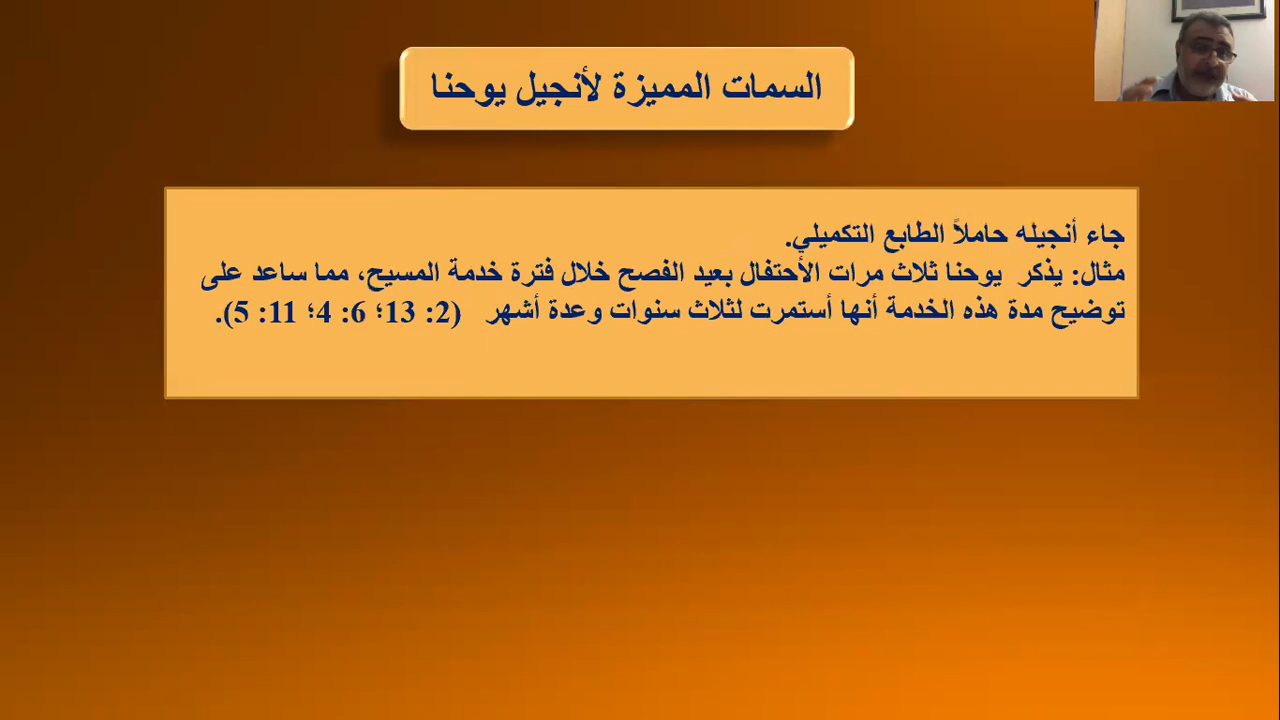 السمات المميزة لأنجيل يوحنا
جاء أنجيله حاملاً الطابع التكميلي.
مثال: يذكر يوحنا ثلاث مرات الأحتفال بعيد الفصح خلال فترة خدمة المسيح، مما ساعد على
توضيح مدة هذه الخدمة أنها أستمرت لثلاث سنوات وعدة أشهر (2: 13؛ 6: 4؛ 11: 5).